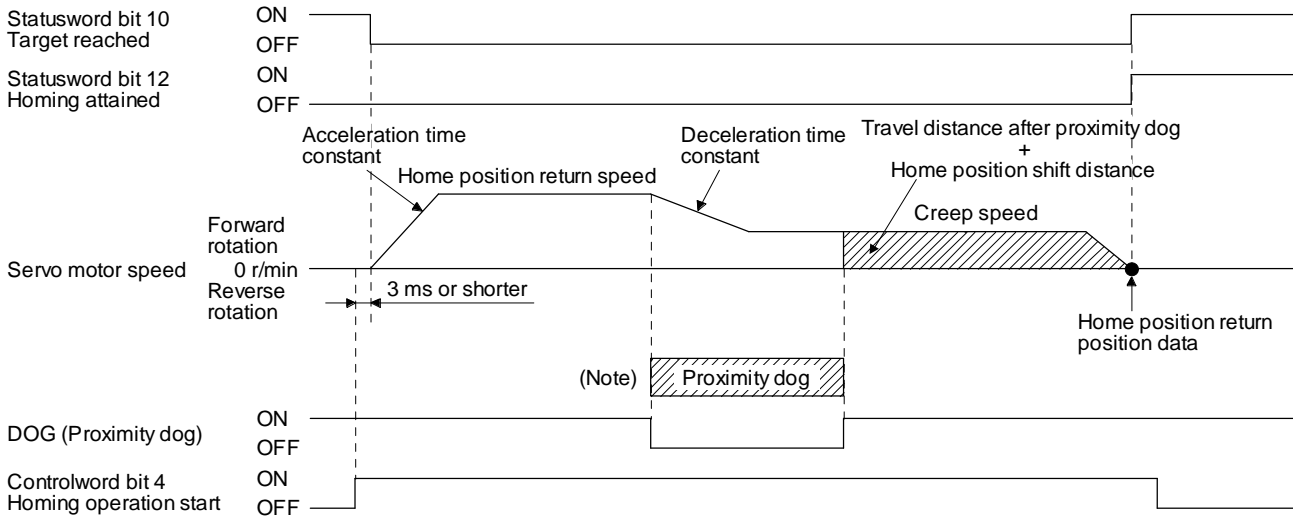 Statusword bit 10
Target reached
ON
OFF
Statusword bit 12
Homing attained
ON
OFF
Acceleration time
constant
Home position return speed
Deceleration time
constant
Travel distance after proximity dog
+
Home position shift distance
Creep speed
Forward
rotation
Servo motor speed
0 r/min
Reverse
rotation
3 ms or shorter
Home position return
position data
(Note)
Proximity dog
DOG (Proximity dog)
ON
OFF
Controlword bit 4
Homing operation start
ON
OFF